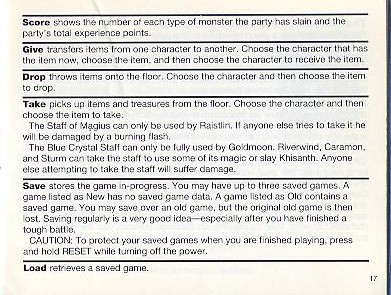 Score shows the number of each type of monster the party has slain and the
party's total experience points.
Give transfers items from one character to another. Choose the character that has
the item now, choose the item, and then choose the character to receive the item.
Drop throws items onto the floor. Choose the character and then choose the item
to drop.
Take picks up items and treasures from the floor. Choose the character and then
choose the item to take.
The Staff of Magius can only be used by Raistlin. If anyone else tries to take it he
will be damaged by a burning flash.
The Blue Crystal Staff can only be fully used by Goldmoon. Riverwind, Caramon,
and Sturm can take the staff to use some of its magic or slay Khisanth. Anyone
else attempting to take the staff will suffer damage.
Save stores the game in-progress. You may have up to three saved games. A
game listed as New has no saved game data. A game listed as Old contains a
saved game. You may save over an old game, but the original old game is then
lost. Saving regularly is a very good idea—especially after you have finished a
tough battle.
CAUTION: To protect your saved games when you are finished playing, press
and hold RESET while turning off the power.
Load retrieves a saved game.
17